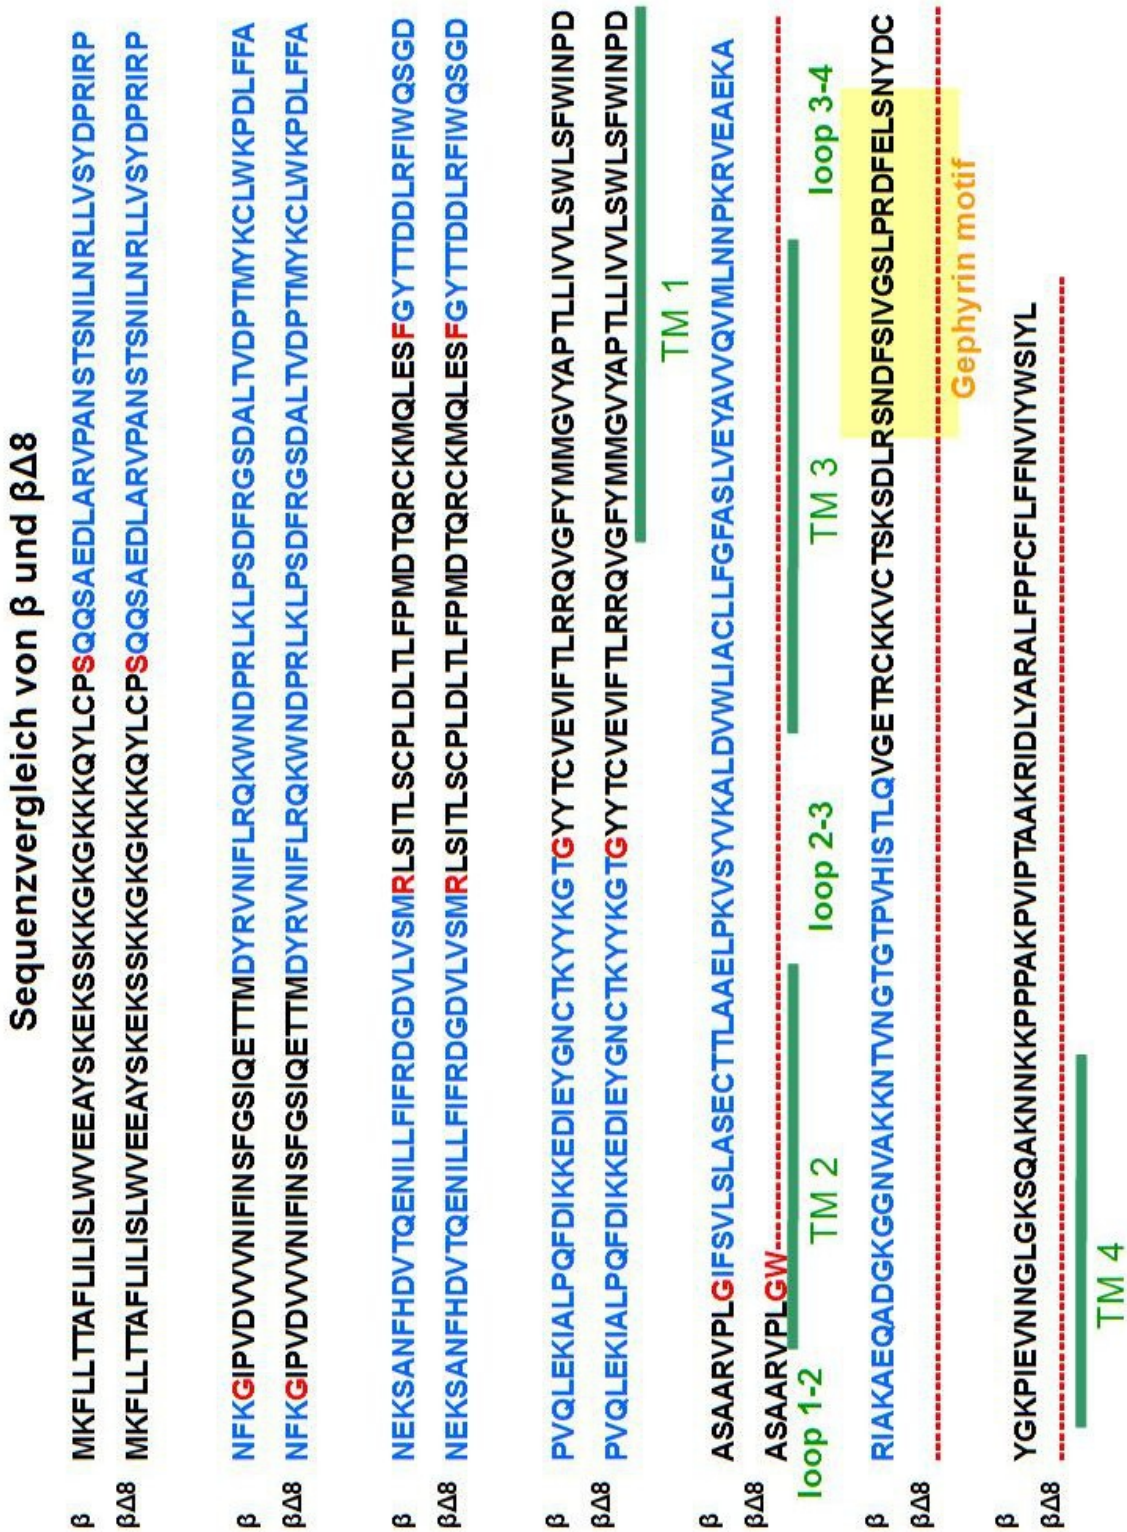 Sequenzvergleich von β und βΔ8
β MKFLLTTAFLILISLWVEEAYSKEKSSKKGKGKKKQYLCPSQQSAEDLARVPANSTSNILNRLLVSYDPRIRP
βΔ8 MKFLLTTAFLILISLWVEEAYSKEKSSKKGKGKKKQYLCPSQQSAEDLARVPANSTSNILNRLLVSYDPRIRP
β NFKGIPVDVVVNIFINSFGSIQETTMDYRVNIFLRQKWNDPRLKLPSDFRGSDALTVDPTMYKCLWKPDLFFA
βΔ8 NFKGIPVDVVVNIFINSFGSIQETTMDYRVNIFLRQKWNDPRLKLPSDFRGSDALTVDPTMYKCLWKPDLFFA
β NEKSANFHDVTQENILLFIFRDGDVLVSMRLSITLSCPLDLTLFPMDTQRCKMQLESFGYTTDDLRFIWQSGD
βΔ8 NEKSANFHDVTQENILLFIFRDGDVLVSMRLSITLSCPLDLTLFPMDTQRCKMQLESFGYTTDDLRFIWQSGD
β PVQLEKIALPQFDIKKEDIEYGNCTKYYKGTGYYTCVEVIFTLRRQVGFYMMGVYAPTLLIVVLSWLSFWINPD
βΔ8 PVQLEKIALPQFDIKKEDIEYGNCTKYYKGTGYYTCVEVIFTLRRQVGFYMMGVYAPTLLIVVLSWLSFWINPD
TM 1
β ASAARVPLGIFSVLSLASECTTLAAELPKVSYVKALDVWLIACLLFGFASLVEYAVVQVMLNNPKRVEAEKA
βΔ8 ASAARVPLGW
loop 1-2 TM 2 loop 2-3 TM 3 loop 3-4
β RIAKAEQADGKGGNVAKKNTVNGTGTPVHISTLQVGETRCKKVCTSKSDLRSNDFSIVGSLPRDFELSNYDC
βΔ8
Gephyrin motif
β YGKPIEVNNGLGKSQAKNNKKPPPAKPVIPTAAKRIDLYARALFPFCFLFFNVIYWSIYL
βΔ8
TM 4